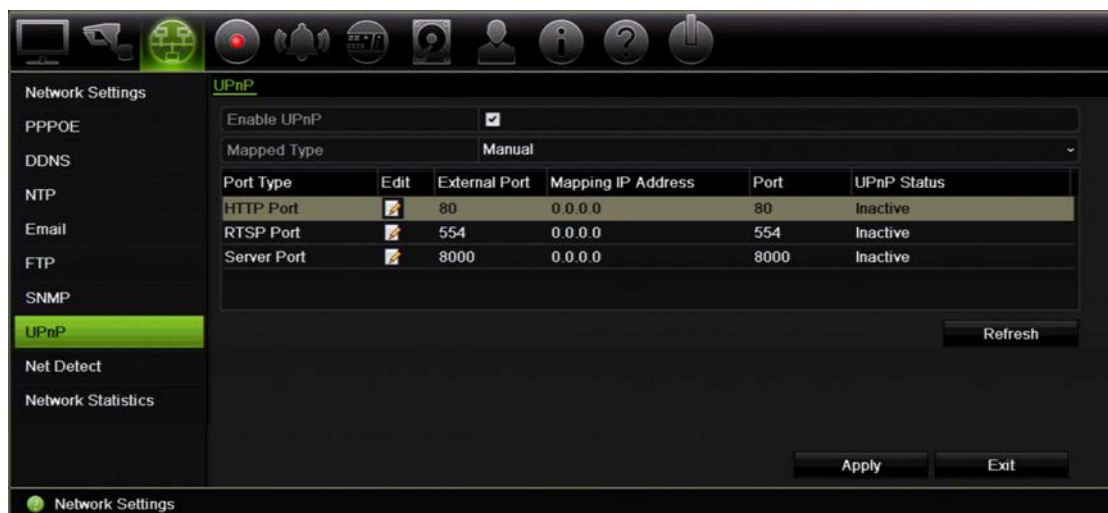 Network Settings
PPPOE
DDNS
NTP
Email
FTP
SNMP
UPnP
Net Detect
Network Statistics
UPnP
Enable UPnP
Mapped Type Manual
Port Type Edit External Port Mapping IP Address Port UPnP Status
HTTP Port 80 0.0.0.0 80 Inactive
RTSP Port 554 0.0.0.0 554 Inactive
Server Port 8000 0.0.0.0 8000 Inactive
Refresh
Apply Exit
? Network Settings